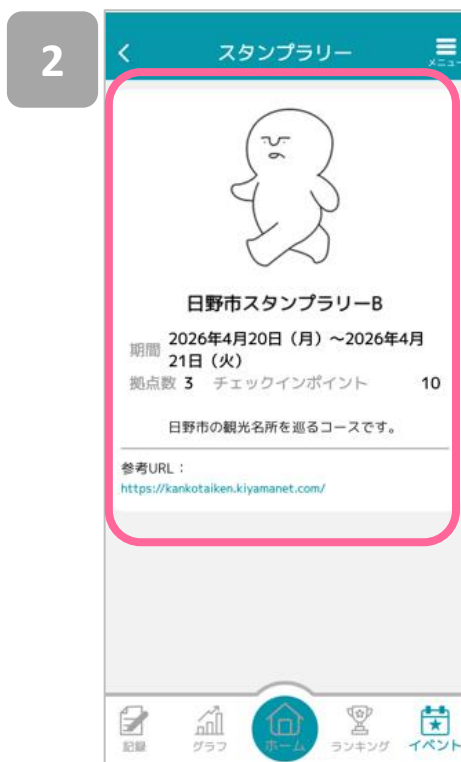 2
スタンプラリー
メニュー
日野市スタンプラリーB
期間 2026年4月20日（月）～2026年4月
21日（火）
拠点数 3 チェックインポイント 10
日野市の観光名所を巡るコースです。
参考URL：
https://kankotaiken.kiyamanet.com/
記録 グラフ ホーム ランキング イベント